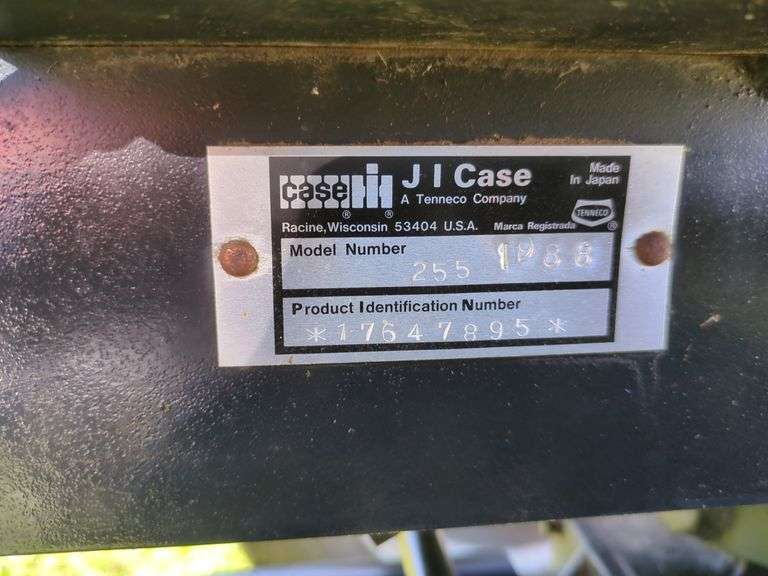 case IH
J I Case
A Tenneco Company
Made
In Japan
TENNECO
® ®
Racine, Wisconsin 53404 U.S.A. Marca Registrada ®
Model Number
255 1988
Product Identification Number
*17647895*